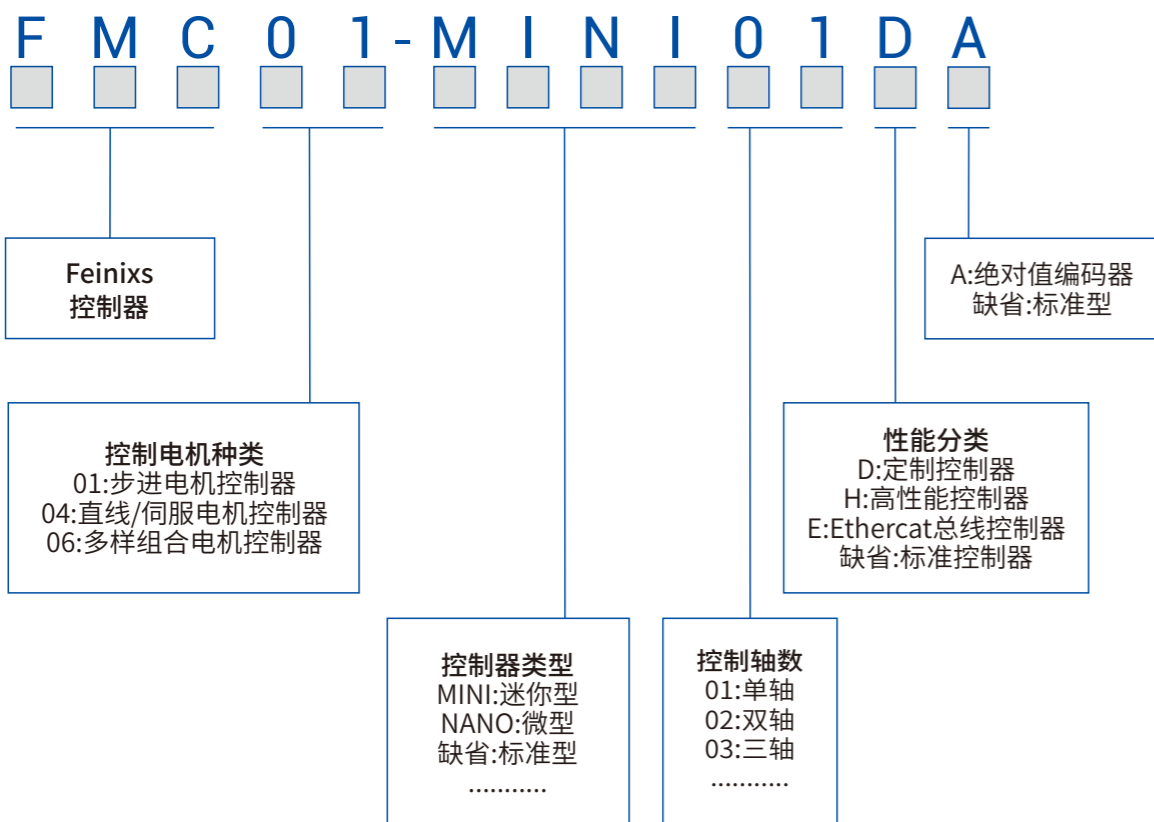 FMC01-MINI01DA
Feinixs
控制器
A:绝对值编码器
缺省:标准型
控制电机种类
01:步进电机控制器
04:直线/伺服电机控制器
06:多样组合电机控制器
性能分类
D:定制控制器
H:高性能控制器
E:Ethercat总线控制器
缺省:标准控制器
控制器类型
MINI:迷你型
NANO:微型
缺省:标准型
...........
控制轴数
01:单轴
02:双轴
03:三轴
...........